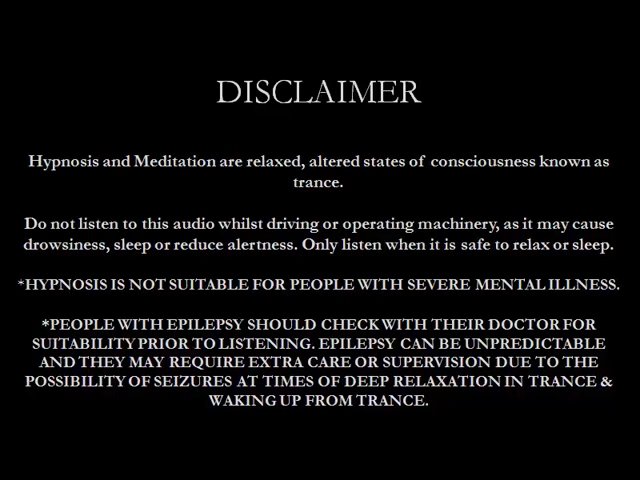 DISCLAIMER
Hypnosis and Meditation are relaxed, altered states of consciousness known as
trance.
Do not listen to this audio whilst driving or operating machinery, as it may cause
drowsiness, sleep or reduce alertness. Only listen when it is safe to relax or sleep.
*HYPNOSIS IS NOT SUITABLE FOR PEOPLE WITH SEVERE MENTAL ILLNESS.
*PEOPLE WITH EPILEPSY SHOULD CHECK WITH THEIR DOCTOR FOR
SUITABILITY PRIOR TO LISTENING. EPILEPSY CAN BE UNPREDICTABLE
AND THEY MAY REQUIRE EXTRA CARE OR SUPERVISION DUE TO THE
POSSIBILITY OF SEIZURES AT TIMES OF DEEP RELAXATION IN TRANCE &
WAKING UP FROM TRANCE.